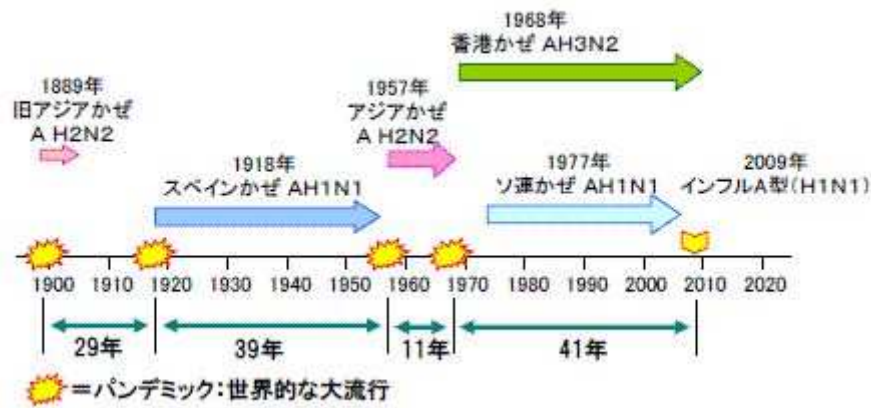 1968年
香港かぜ AH3N2
1889年
旧アジアかぜ
A H2N2
1957年
アジアかぜ
A H2N2
1918年
スペインかぜ AH1N1
1977年
ソ連かぜ AH1N1
2009年
インフルA型(H1N1)
1900 1910 1920 1930 1940 1950 1960 1970 1980 1990 2000 2010 2020
29年 39年 11年 41年
=パンデミック:世界的な大流行